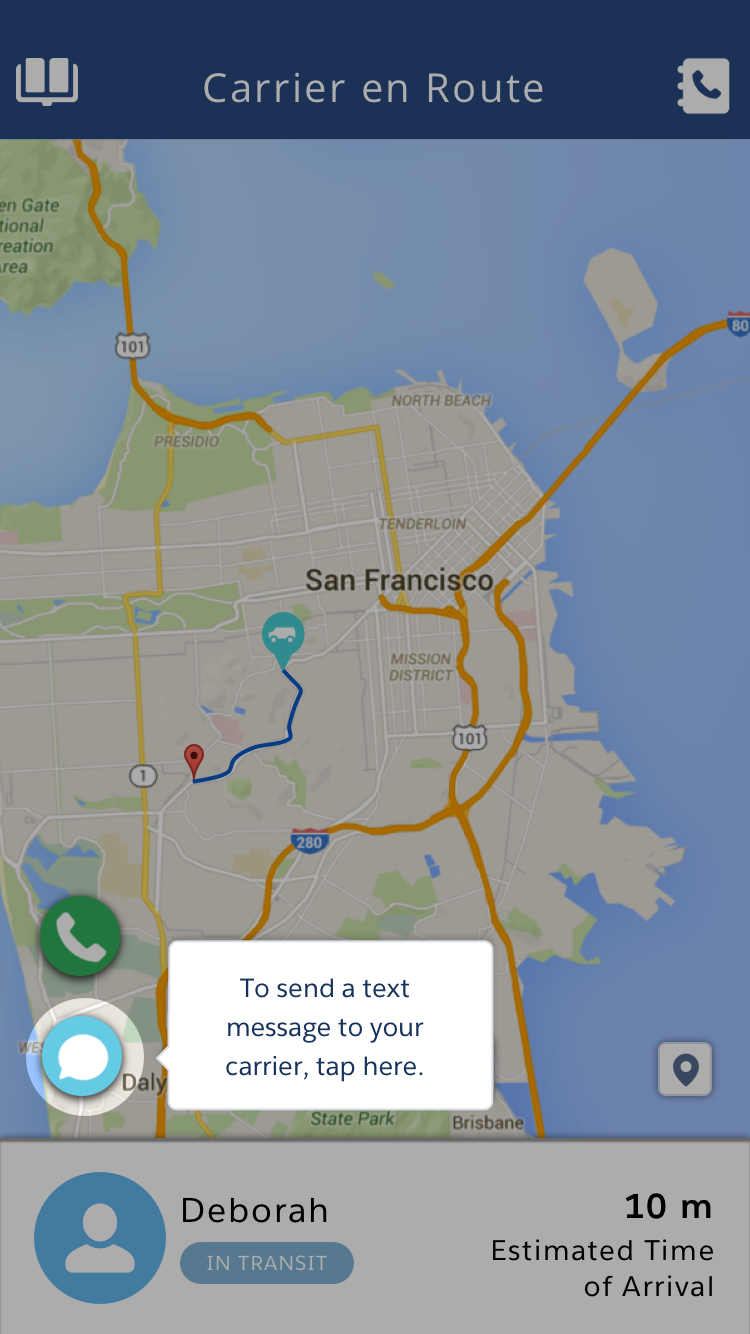 Carrier en Route
en Gate
tional
reation
Area
101
80
NORTH BEACH
PRESIDIO
TENDERLOIN
San Francisco
MISSION
DISTRICT
101
1
280
To send a text
message to your
carrier, tap here.
WES
Daly
State Park
Brisbane
Deborah
10 m
IN TRANSIT
Estimated Time
of Arrival